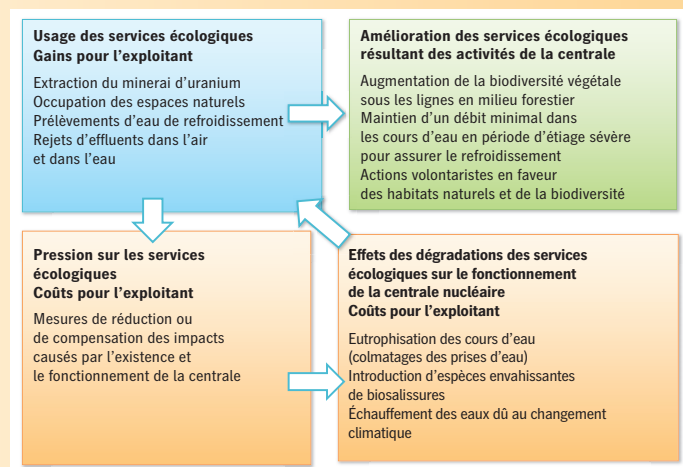 Usage des services écologiques
Gains pour l'exploitant
Extraction du minerai d'uranium
Occupation des espaces naturels
Prélèvements d'eau de refroidissement
Rejets d'effluents dans l'air
et dans l'eau
Amélioration des services écologiques
résultant des activités de la centrale
Augmentation de la biodiversité végétale
sous les lignes en milieu forestier
Maintien d'un débit minimal dans
les cours d'eau en période d'étiage sévère
pour assurer le refroidissement
Actions volontaristes en faveur
des habitats naturels et de la biodiversité
Pression sur les services
écologiques
Coûts pour l'exploitant
Mesures de réduction ou
de compensation des impacts
causés par l'existence et
le fonctionnement de la centrale
Effets des dégradations des services
écologiques sur le fonctionnement
de la centrale nucléaire
Coûts pour l'exploitant
Eutrophisation des cours d'eau
(colmatages des prises d'eau)
Introduction d'espèces envahissantes
de biosalissures
Échauffement des eaux dû au changement
climatique